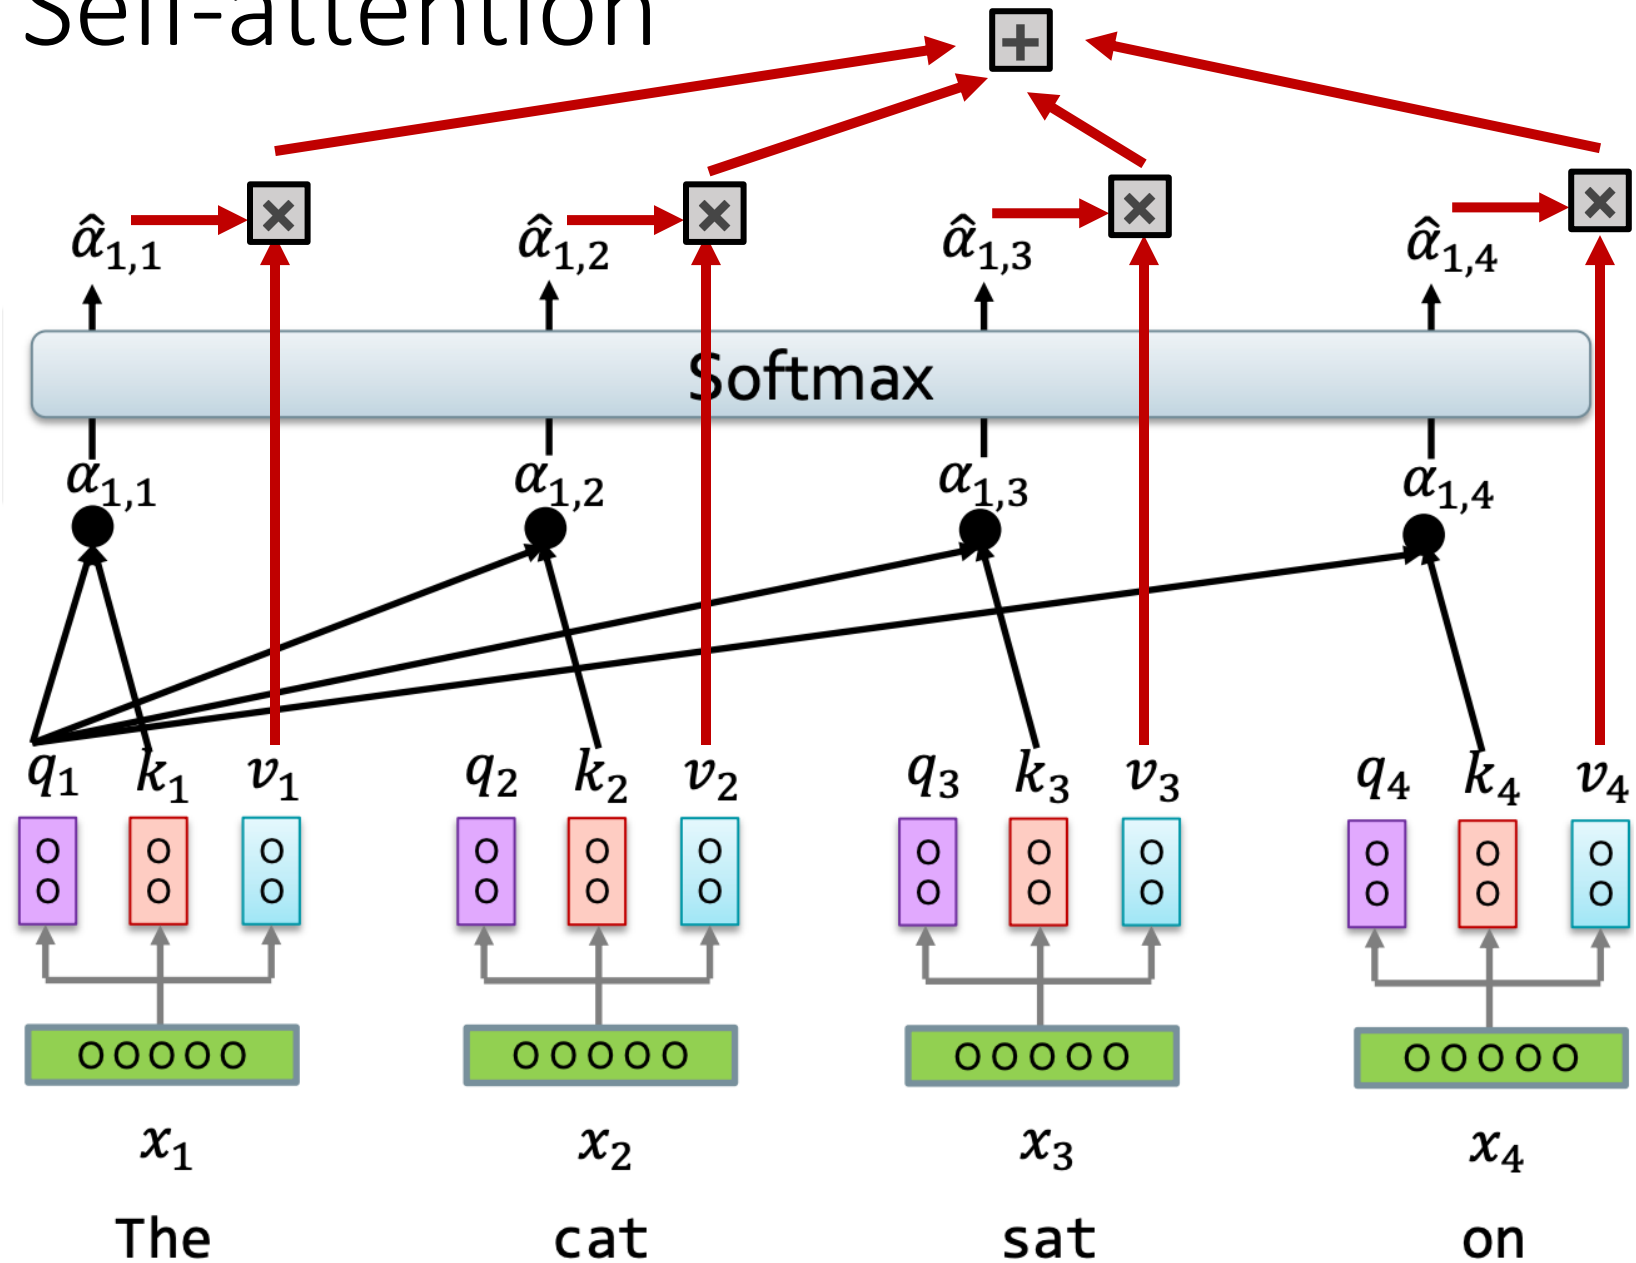 Self-attention
+
× × × ×
α̂1,1 α̂1,2 α̂1,3 α̂1,4
Softmax
α1,1 α1,2 α1,3 α1,4
q1 k1 v1 q2 k2 v2 q3 k3 v3 q4 k4 v4
x1 x2 x3 x4
The cat sat on